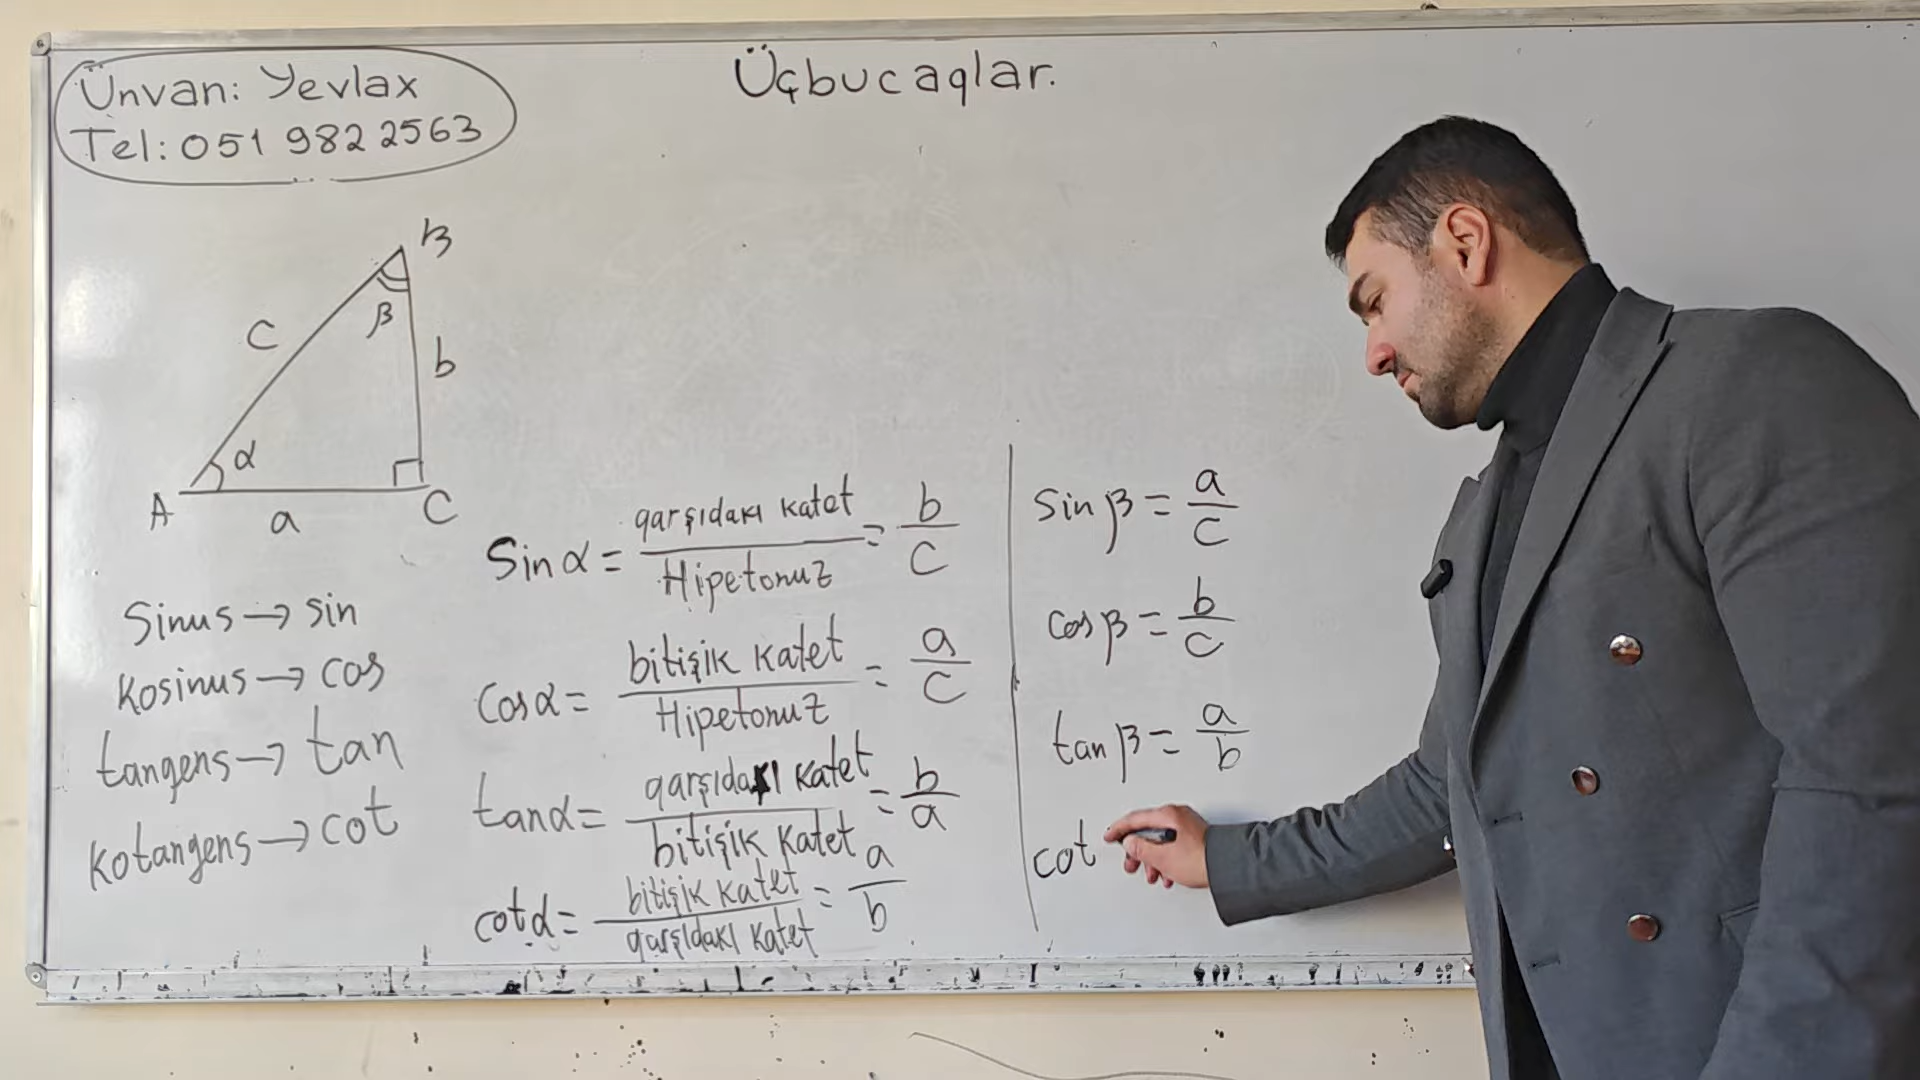 Ünvan: Yevlax
Tel: 051 982 2563
Üçbucaqlar.
B
β
c
b
α
A
a
C
Sinus → sin
Kosinus → cos
tangens → tan
kotangens → cot
Sin α = qarşıdakı katet / Hipetonuz = b / c
Cos α = bitişik katet / Hipetonuz = a / c
tan α = qarşıdakı katet / bitişik katet = b / a
cot α = bitişik katet / qarşıdakı katet = a / b
Sin β = a / c
cos β = b / c
tan β = a / b
cot